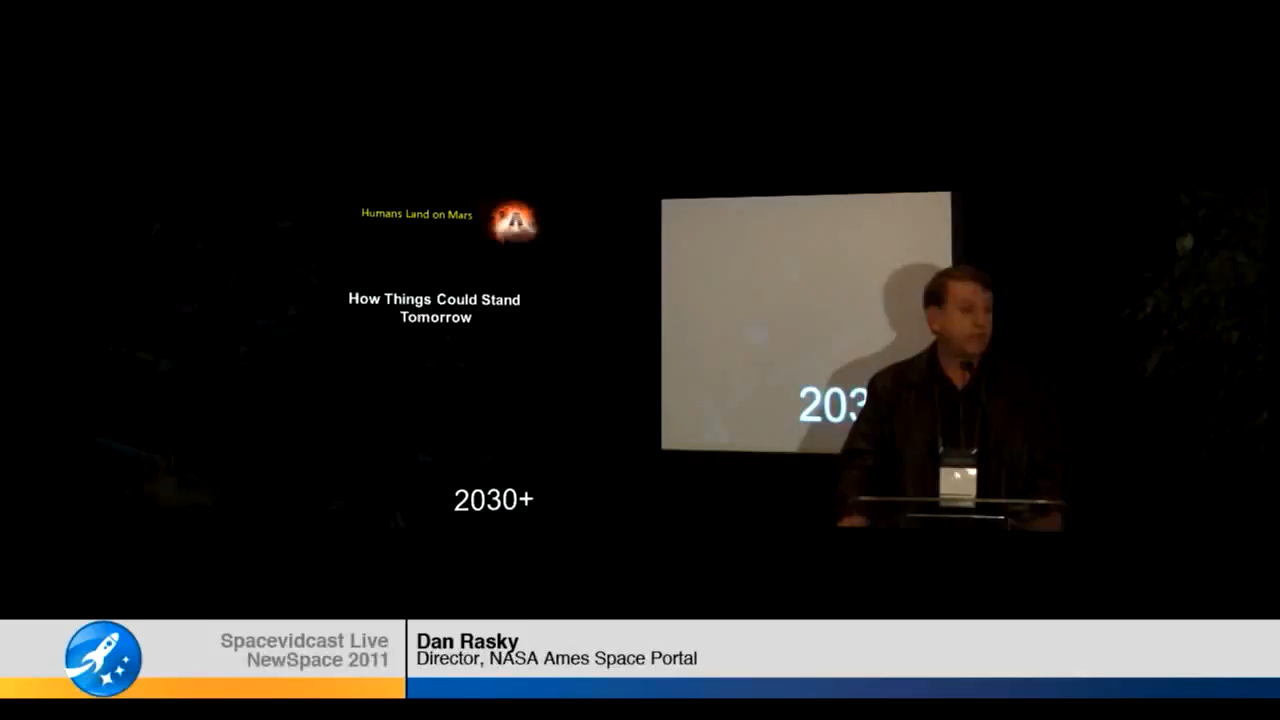 Humans Land on Mars
How Things Could Stand
Tomorrow
2030+
203
Spacevidcast Live
NewSpace 2011
Dan Rasky
Director, NASA Ames Space Portal